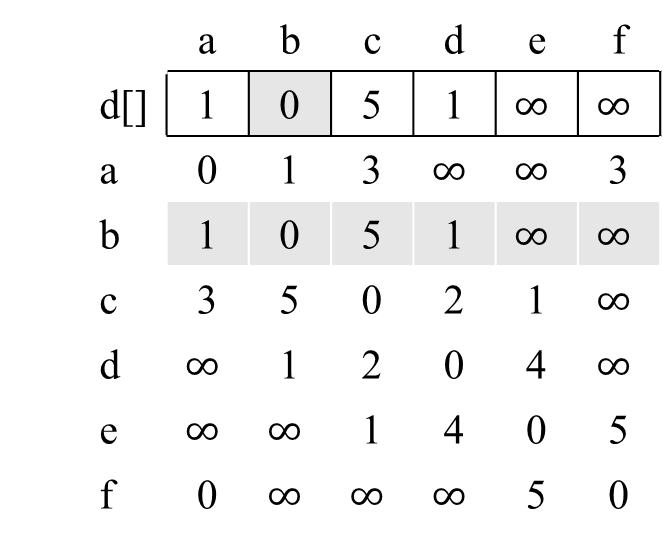 a b c d e f
d[] 1 0 5 1 ∞ ∞
a 0 1 3 ∞ ∞ 3
b 1 0 5 1 ∞ ∞
c 3 5 0 2 1 ∞
d ∞ 1 2 0 4 ∞
e ∞ ∞ 1 4 0 5
f 0 ∞ ∞ ∞ 5 0